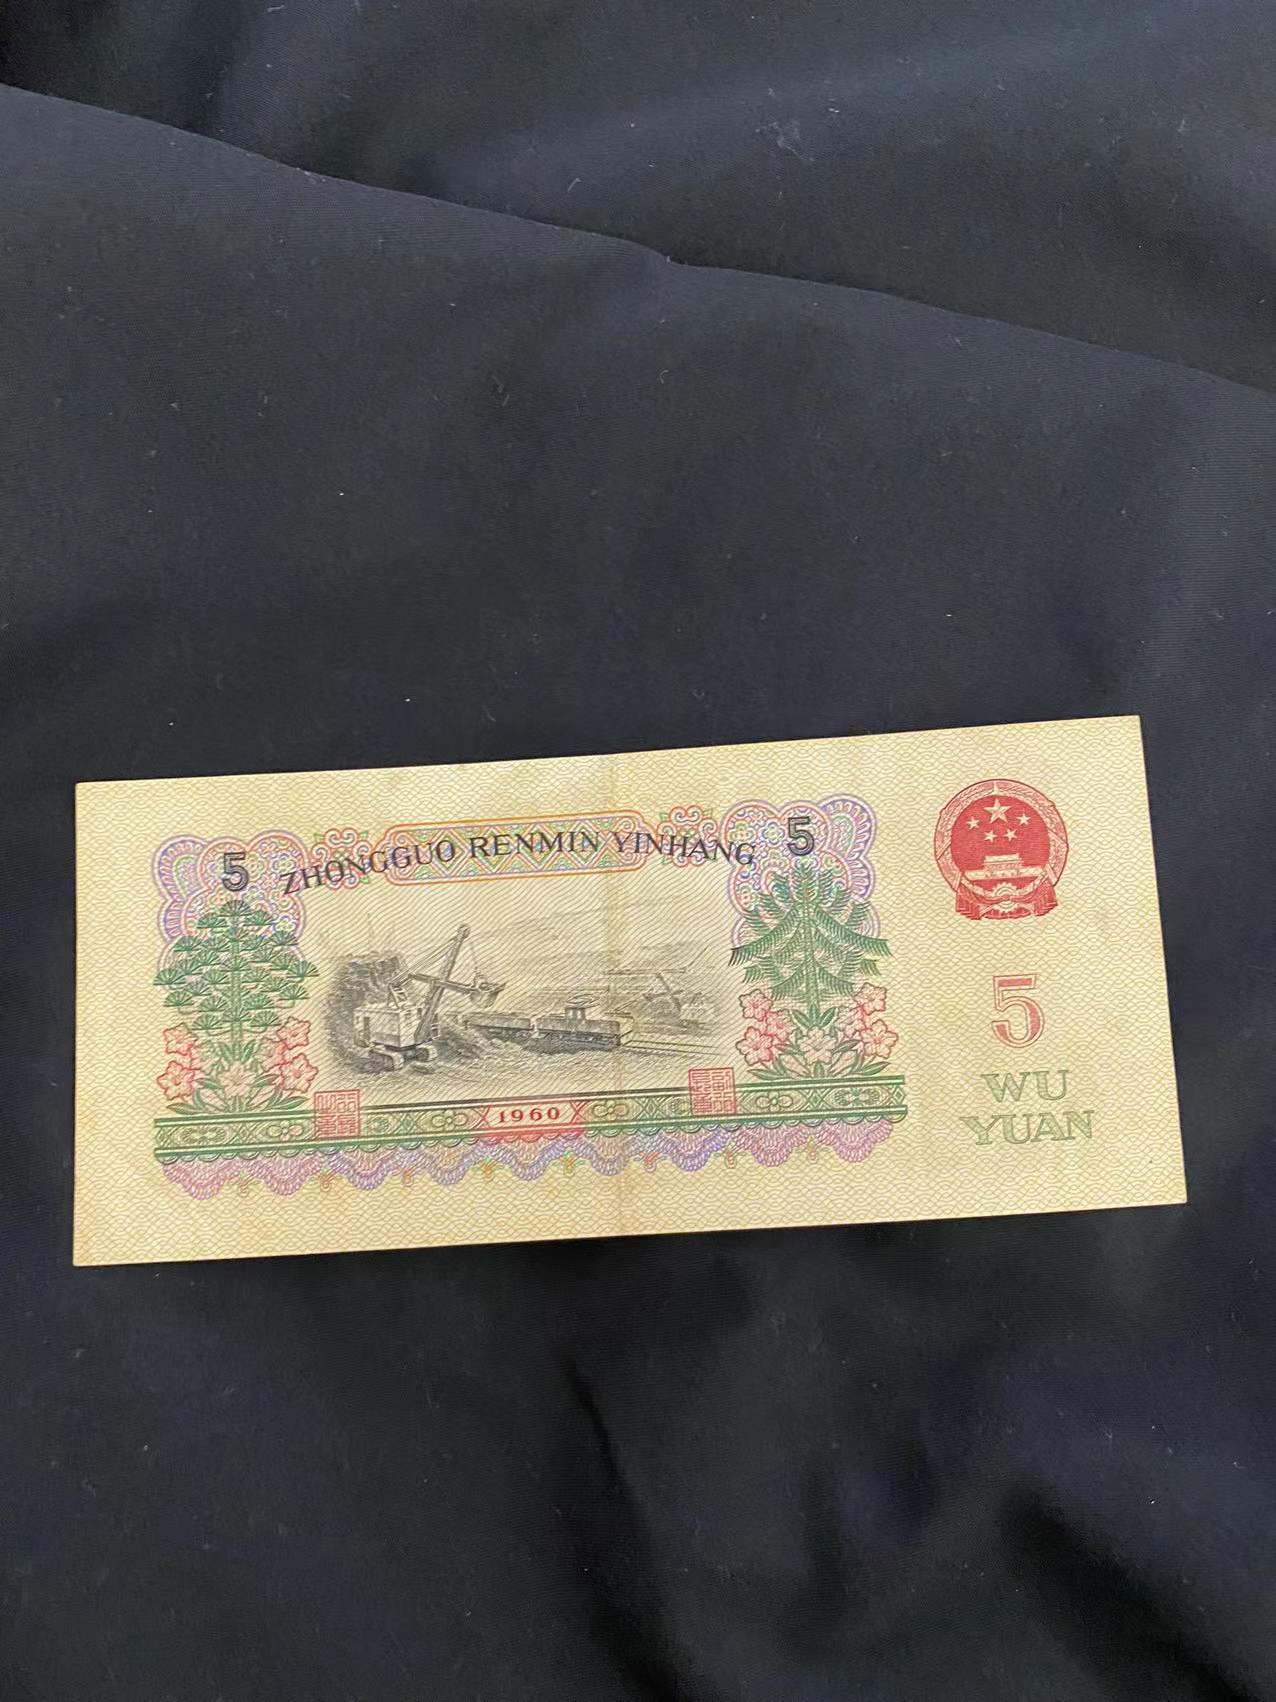 5 ZHONGGUO RENMIN YINHANG 5
5
WU
YUAN
1960